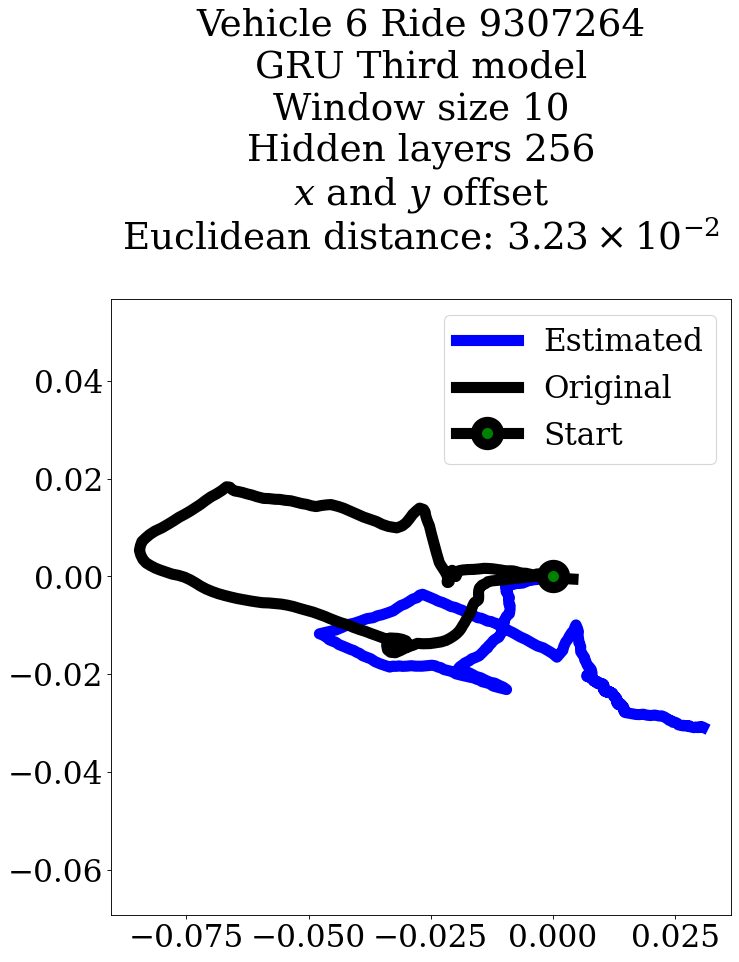 Vehicle 6 Ride 9307264
GRU Third model
Window size 10
Hidden layers 256
x and y offset
Euclidean distance: 3.23 × 10⁻²
Estimated
Original
Start
0.04
0.02
0.00
−0.02
−0.04
−0.06
−0.075 −0.050 −0.025 0.000 0.025